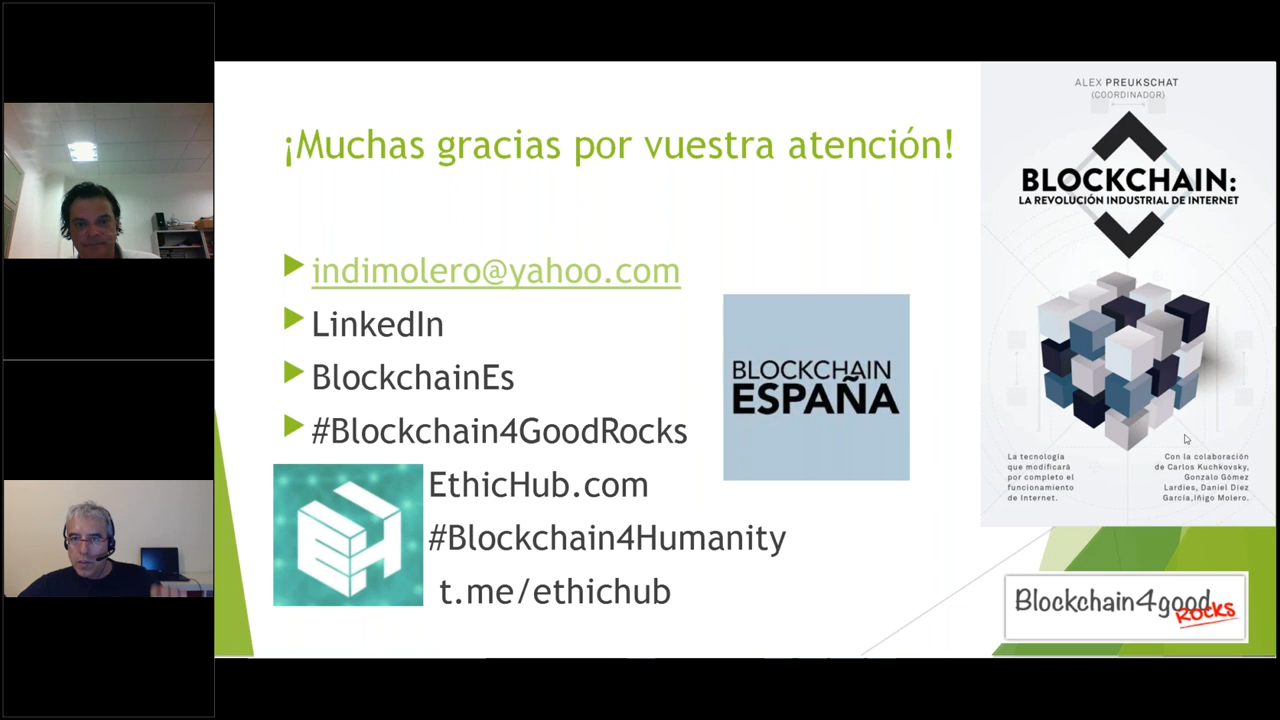 ¡Muchas gracias por vuestra atención!
indimolero@yahoo.com
LinkedIn
BlockchainEs
#Blockchain4GoodRocks
EthicHub.com
#Blockchain4Humanity
t.me/ethichub
EH
BLOCKCHAIN
ESPAÑA
ALEX PREUKSCHAT
(COORDINADOR)
BLOCKCHAIN:
LA REVOLUCIÓN INDUSTRIAL DE INTERNET
La tecnología
que modificará
por completo el
funcionamiento
de Internet.
Con la colaboración
de Carlos Kuchkovsky,
Gonzalo Gómez
Lardies, Daniel Díez
García, Iñigo Molero.
Blockchain4good
ROCKS